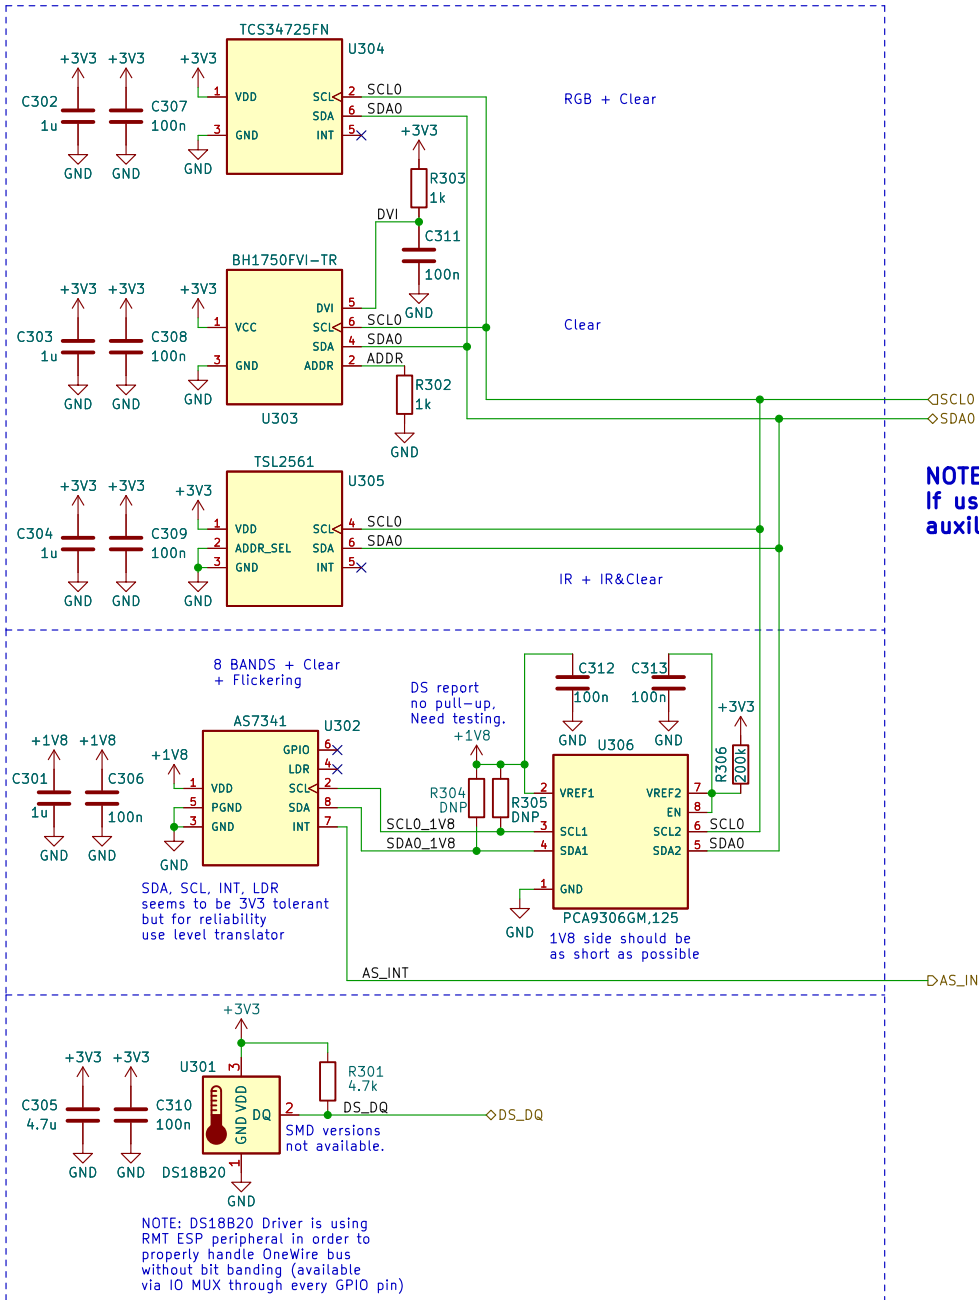 TCS34725FN
U304
+3V3
+3V3
+3V3
C302
1u
C307
100n
1 VDD
3 GND
SCL 2 SCL0
SDA 6 SDA0
INT 5
GND
GND
GND
RGB + Clear
+3V3
R303
1k
DVI
C311
100n
GND
BH1750FVI-TR
+3V3
+3V3
+3V3
C303
1u
C308
100n
1 VCC
3 GND
DVI 5
SCL 6 SCL0
SDA 4 SDA0
ADDR 2 ADDR
U303
GND
GND
GND
R302
1k
GND
Clear
SCL0
SDA0
TSL2561
U305
+3V3
+3V3
+3V3
C304
1u
C309
100n
1 VDD
2 ADDR_SEL
3 GND
SCL 4 SCL0
SDA 6 SDA0
INT 5
GND
GND
GND
IR + IR&Clear
NOTE
If us
auxil
8 BANDS + Clear
+ Flickering
AS7341
U302
+1V8
+1V8
+1V8
C301
1u
C306
100n
1 VDD
5 PGND
3 GND
GPIO 6
LDR 4
SCL 2
SDA 8
INT 7
GND
GND
GND
SDA, SCL, INT, LDR
seems to be 3V3 tolerant
but for reliability
use level translator
DS report
no pull-up,
Need testing.
+1V8
R304
DNP
R305
DNP
SCL0_1V8
SDA0_1V8
C312
100n
GND
C313
100n
GND
+3V3
R306
200k
U306
2 VREF1
3 SCL1
4 SDA1
1 GND
VREF2 7
EN 8
SCL2 6 SCL0
SDA2 5 SDA0
PCA9306GM,125
GND
1V8 side should be
as short as possible
AS_INT
AS_IN
+3V3
+3V3
+3V3
C305
4.7u
C310
100n
GND
GND
U301
3
VDD
GND
DQ 2
1
DS18B20
GND
R301
4.7k
DS_DQ
DS_DQ
SMD versions
not available.
NOTE: DS18B20 Driver is using
RMT ESP peripheral in order to
properly handle OneWire bus
without bit banding (available
via IO MUX through every GPIO pin)